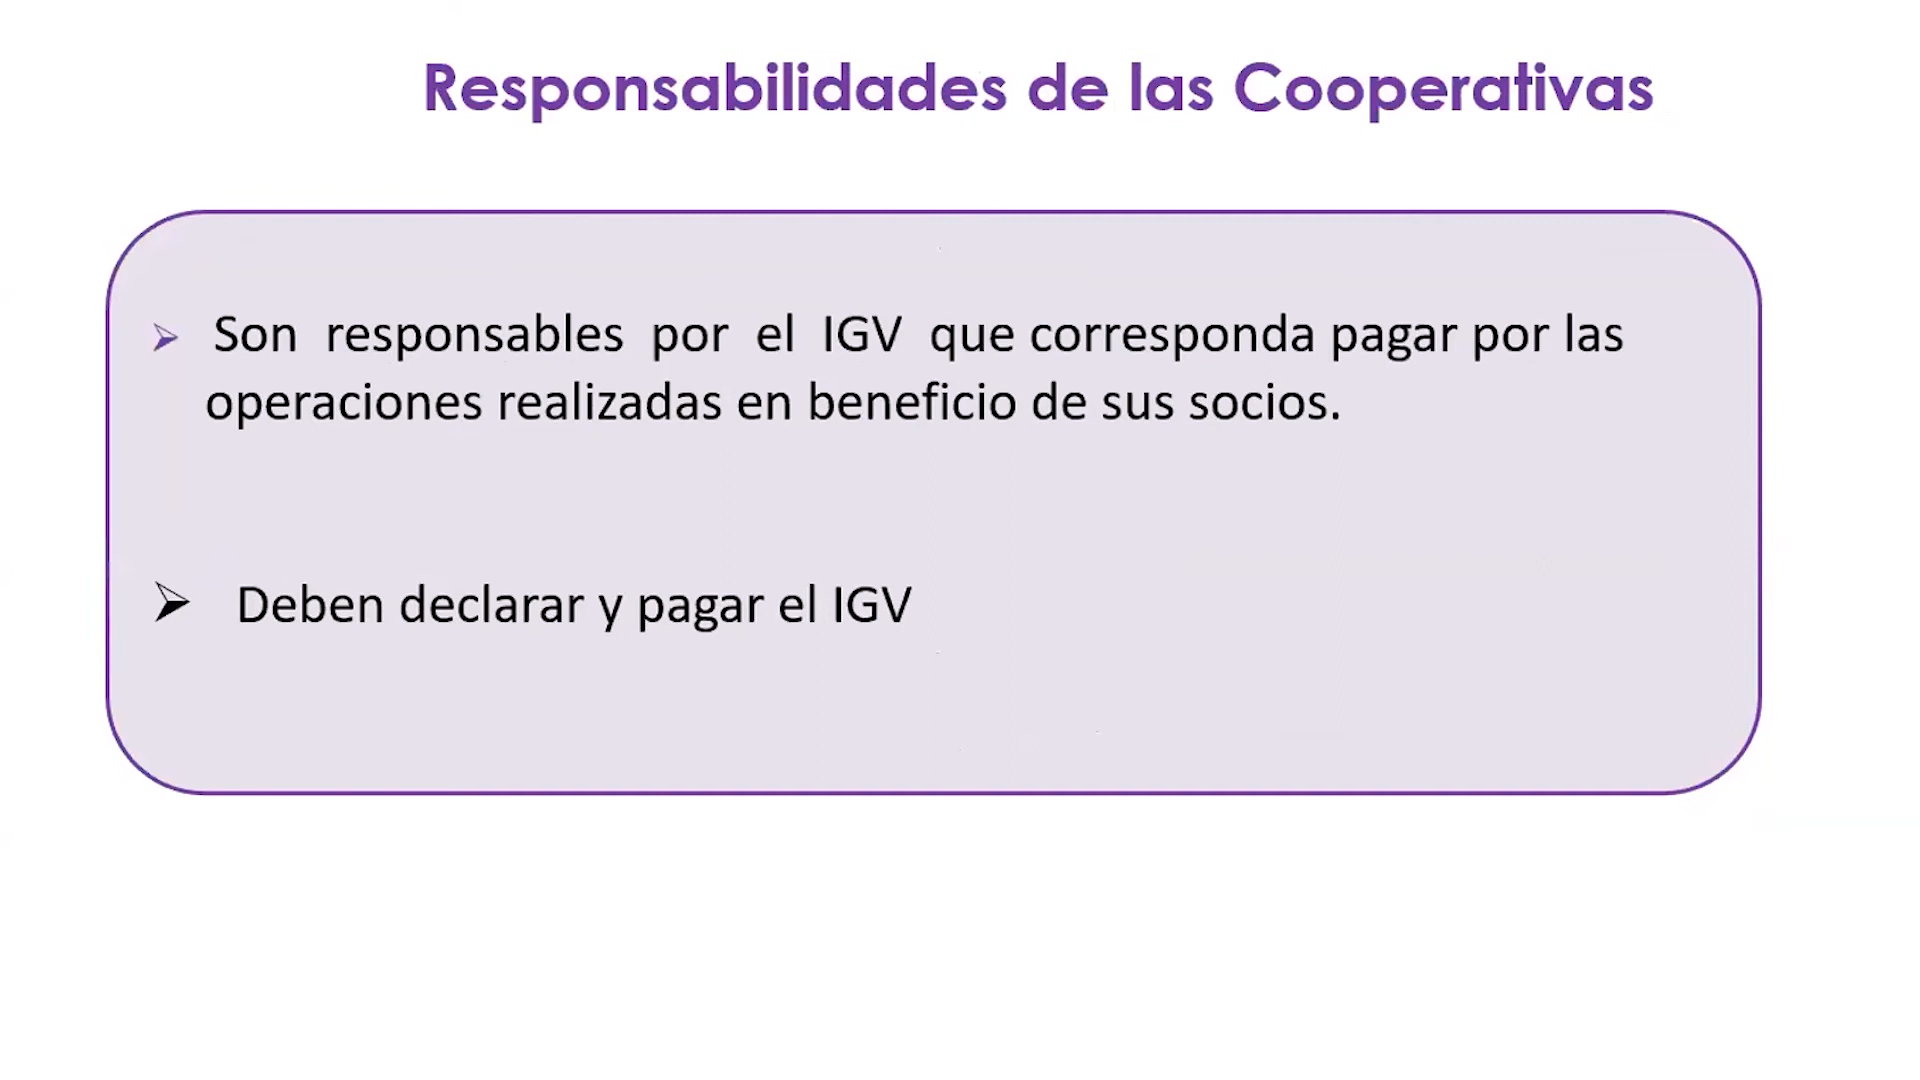 Responsabilidades de las Cooperativas
Son responsables por el IGV que corresponda pagar por las
operaciones realizadas en beneficio de sus socios.
Deben declarar y pagar el IGV